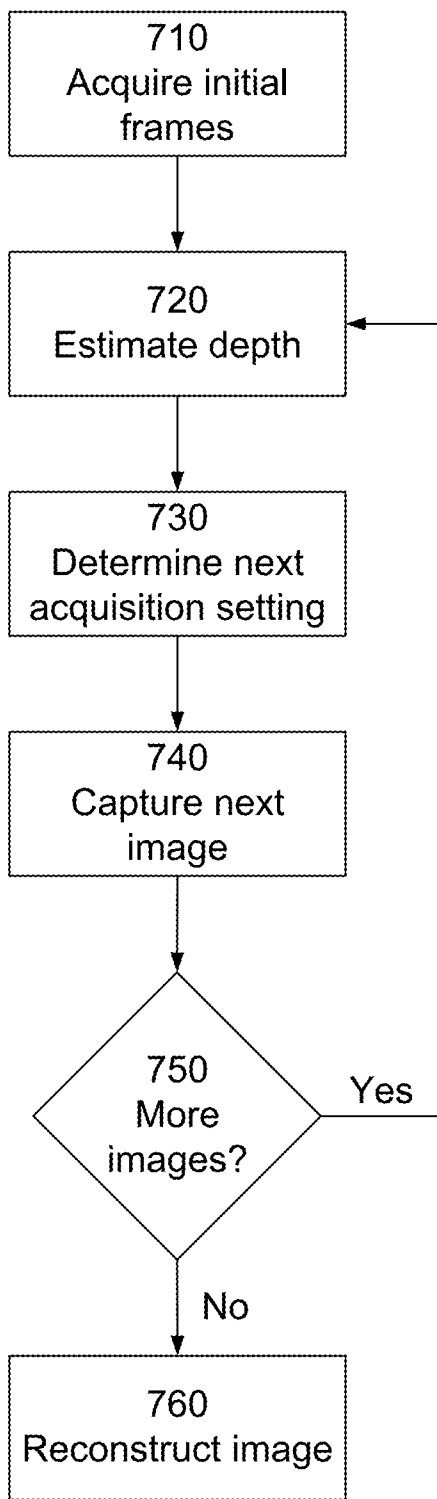 710
Acquire initial
frames
720
Estimate depth
730
Determine next
acquisition setting
740
Capture next
image
750
More
images?
Yes
No
760
Reconstruct image